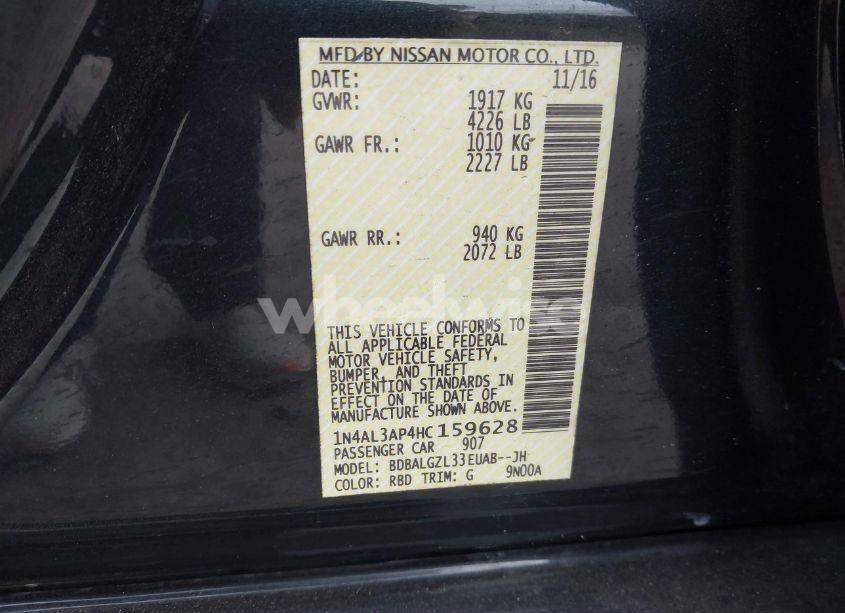 MFD BY NISSAN MOTOR CO., LTD.
DATE: 11/16
GVWR: 1917 KG
4226 LB
GAWR FR.: 1010 KG
2227 LB
GAWR RR.: 940 KG
2072 LB
wheelwise
THIS VEHICLE CONFORMS TO
ALL APPLICABLE FEDERAL
MOTOR VEHICLE SAFETY,
BUMPER, AND THEFT
PREVENTION STANDARDS IN
EFFECT ON THE DATE OF
MANUFACTURE SHOWN ABOVE.
1N4AL3AP4HC159628
PASSENGER CAR 907
MODEL: BDBALGZL33EUAB--JH
COLOR: RBD TRIM: G 9N00A